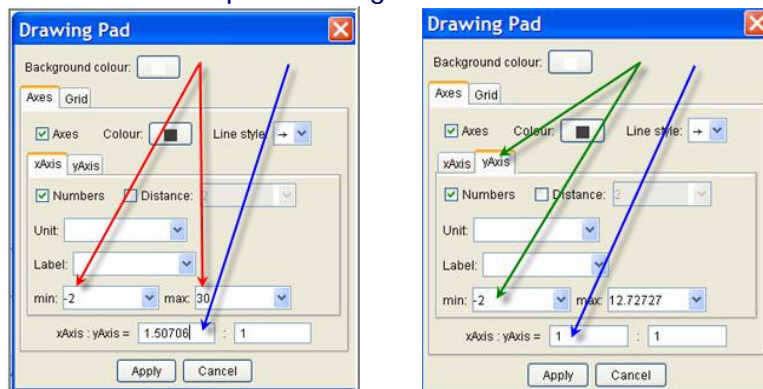 Drawing Pad
Background colour:
Axes Grid
Axes Colour: Line style:
xAxis yAxis
Numbers Distance: 2
Unit:
Label:
min: -2 max: 30
xAxis : yAxis = 1.50706 : 1
Apply Cancel
Drawing Pad
Background colour:
Axes Grid
Axes Colour: Line style:
xAxis yAxis
Numbers Distance: 2
Unit:
Label:
min: -2 max: 12.72727
xAxis : yAxis = 1 : 1
Apply Cancel